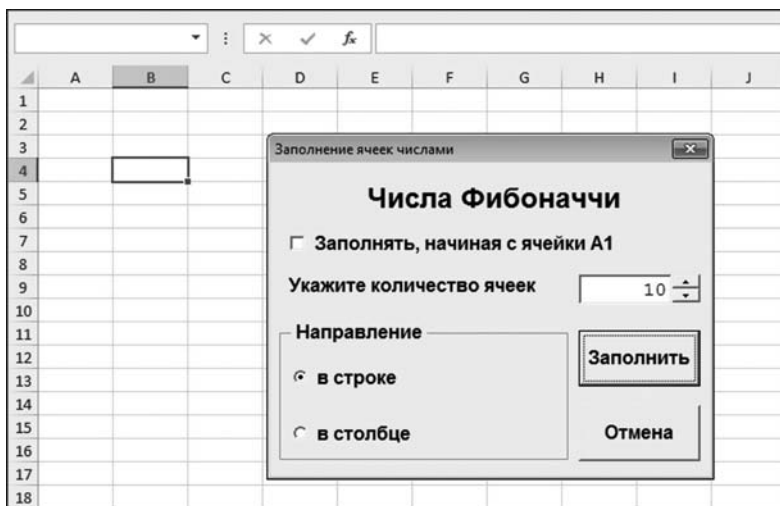 fx
A B C D E F G H I J
1
2
3
4
5
6
7
8
9
10
11
12
13
14
15
16
17
18
Заполнение ячеек числами
Числа Фибоначчи
Заполнять, начиная с ячейки A1
Укажите количество ячеек 10
Направление
в строке
в столбце
Заполнить
Отмена